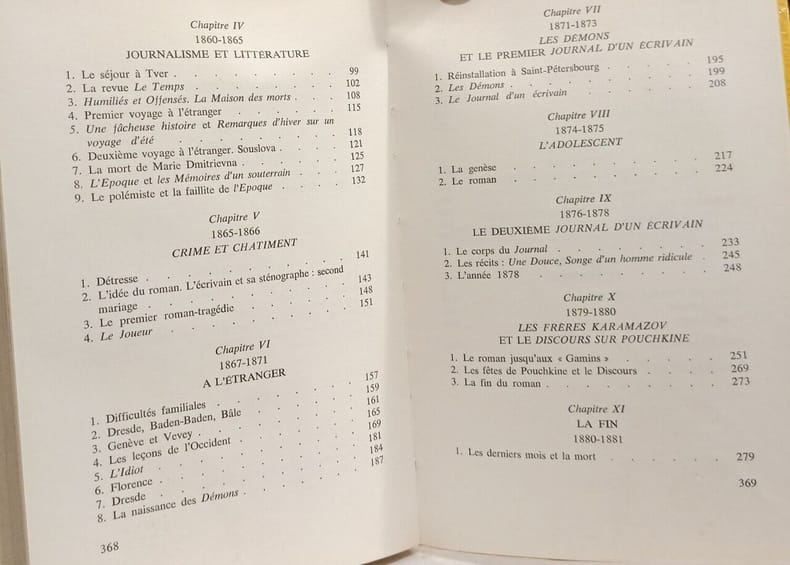 Chapitre IV
1860-1865
JOURNALISME ET LITTÉRATURE
1. Le séjour à Tver . . . . . . . 99
2. La revue Le Temps . . . . . . . 102
3. Humiliés et Offensés. La Maison des morts . . . 108
4. Premier voyage à l'étranger . . . . . 115
5. Une fâcheuse histoire et Remarques d'hiver sur un
voyage d'été . . . . . . . 118
6. Deuxième voyage à l'étranger. Souslova . . . 121
7. La mort de Marie Dmitrievna . . . . . 125
8. L'Epoque et les Mémoires d'un souterrain . . . 127
9. Le polémiste et la faillite de l'Epoque . . . . 132
Chapitre V
1865-1866
CRIME ET CHATIMENT
1. Détresse . . . . . . . . 141
2. L'idée du roman. L'écrivain et sa sténographe : second
mariage . . . . . . . . 143
3. Le premier roman-tragédie . . . . . 148
4. Le Joueur . . . . . . . . 151
Chapitre VI
1867-1871
A L'ÉTRANGER
1. Difficultés familiales . . . . . . 157
2. Dresde, Baden-Baden, Bâle . . . . . 159
3. Genève et Vevey . . . . . . . 161
4. Les leçons de l'Occident . . . . . 165
5. L'Idiot . . . . . . . . 169
6. Florence . . . . . . . . 181
7. Dresde . . . . . . . . 184
8. La naissance des Démons . . . . . 187
368
Chapitre VII
1871-1873
LES DÉMONS
ET LE PREMIER JOURNAL D'UN ÉCRIVAIN
1. Réinstallation à Saint-Pétersbourg . . . . 195
2. Les Démons . . . . . . . . 199
3. Le Journal d'un écrivain . . . . . 208
Chapitre VIII
1874-1875
L'ADOLESCENT
1. La genèse . . . . . . . . 217
2. Le roman . . . . . . . . 224
Chapitre IX
1876-1878
LE DEUXIÈME JOURNAL D'UN ÉCRIVAIN
1. Le corps du Journal . . . . . . 233
2. Les récits : Une Douce, Songe d'un homme ridicule . 245
3. L'année 1878 . . . . . . . 248
Chapitre X
1879-1880
LES FRÈRES KARAMAZOV
ET LE DISCOURS SUR POUCHKINE
1. Le roman jusqu'aux « Gamins » . . . . . 251
2. Les fêtes de Pouchkine et le Discours . . . . 269
3. La fin du roman . . . . . . . 273
Chapitre XI
LA FIN
1880-1881
1. Les derniers mois et la mort . . . . . 279
369